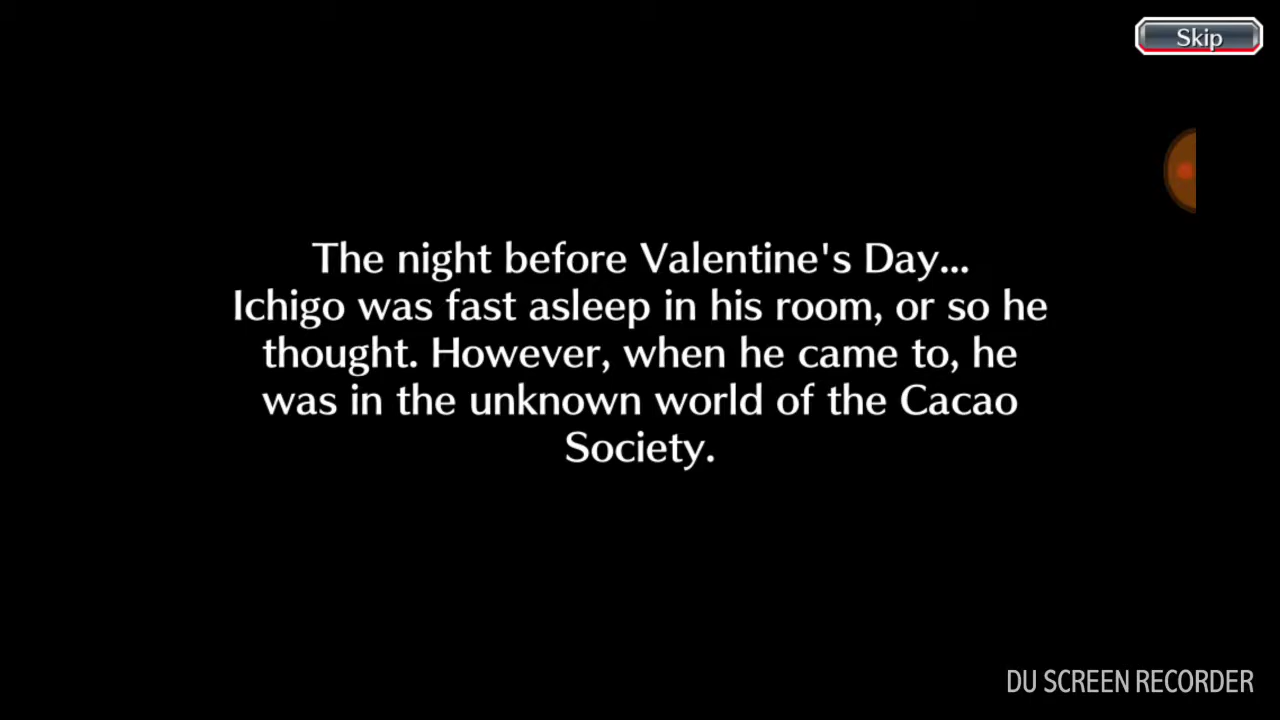 Skip
The night before Valentine's Day...
Ichigo was fast asleep in his room, or so he
thought. However, when he came to, he
was in the unknown world of the Cacao
Society.
DU SCREEN RECORDER